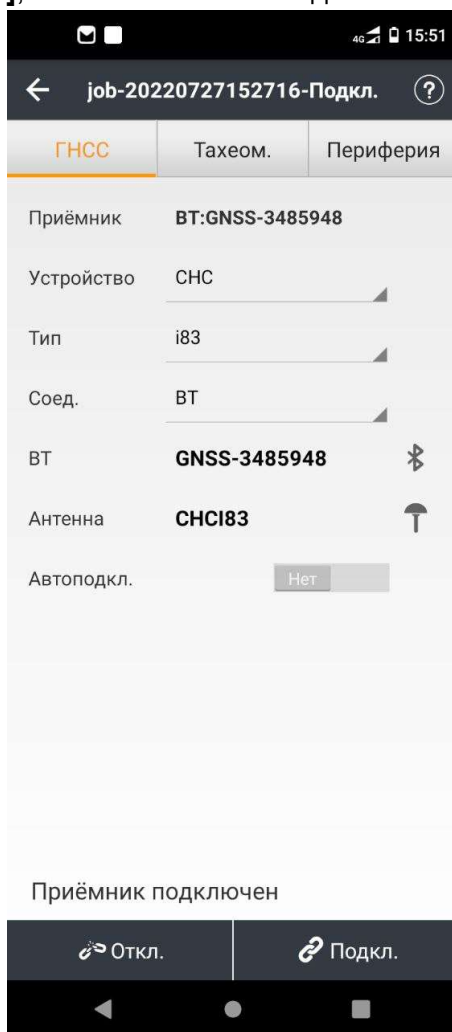 4G 15:51
job-20220727152716-Подкл. ?
ГНСС Тахеом. Периферия
Приёмник BT:GNSS-3485948
Устройство CHC
Тип i83
Соед. BT
BT GNSS-3485948
Антенна CHCI83
Автоподкл. Нет
Приёмник подключен
Откл. Подкл.